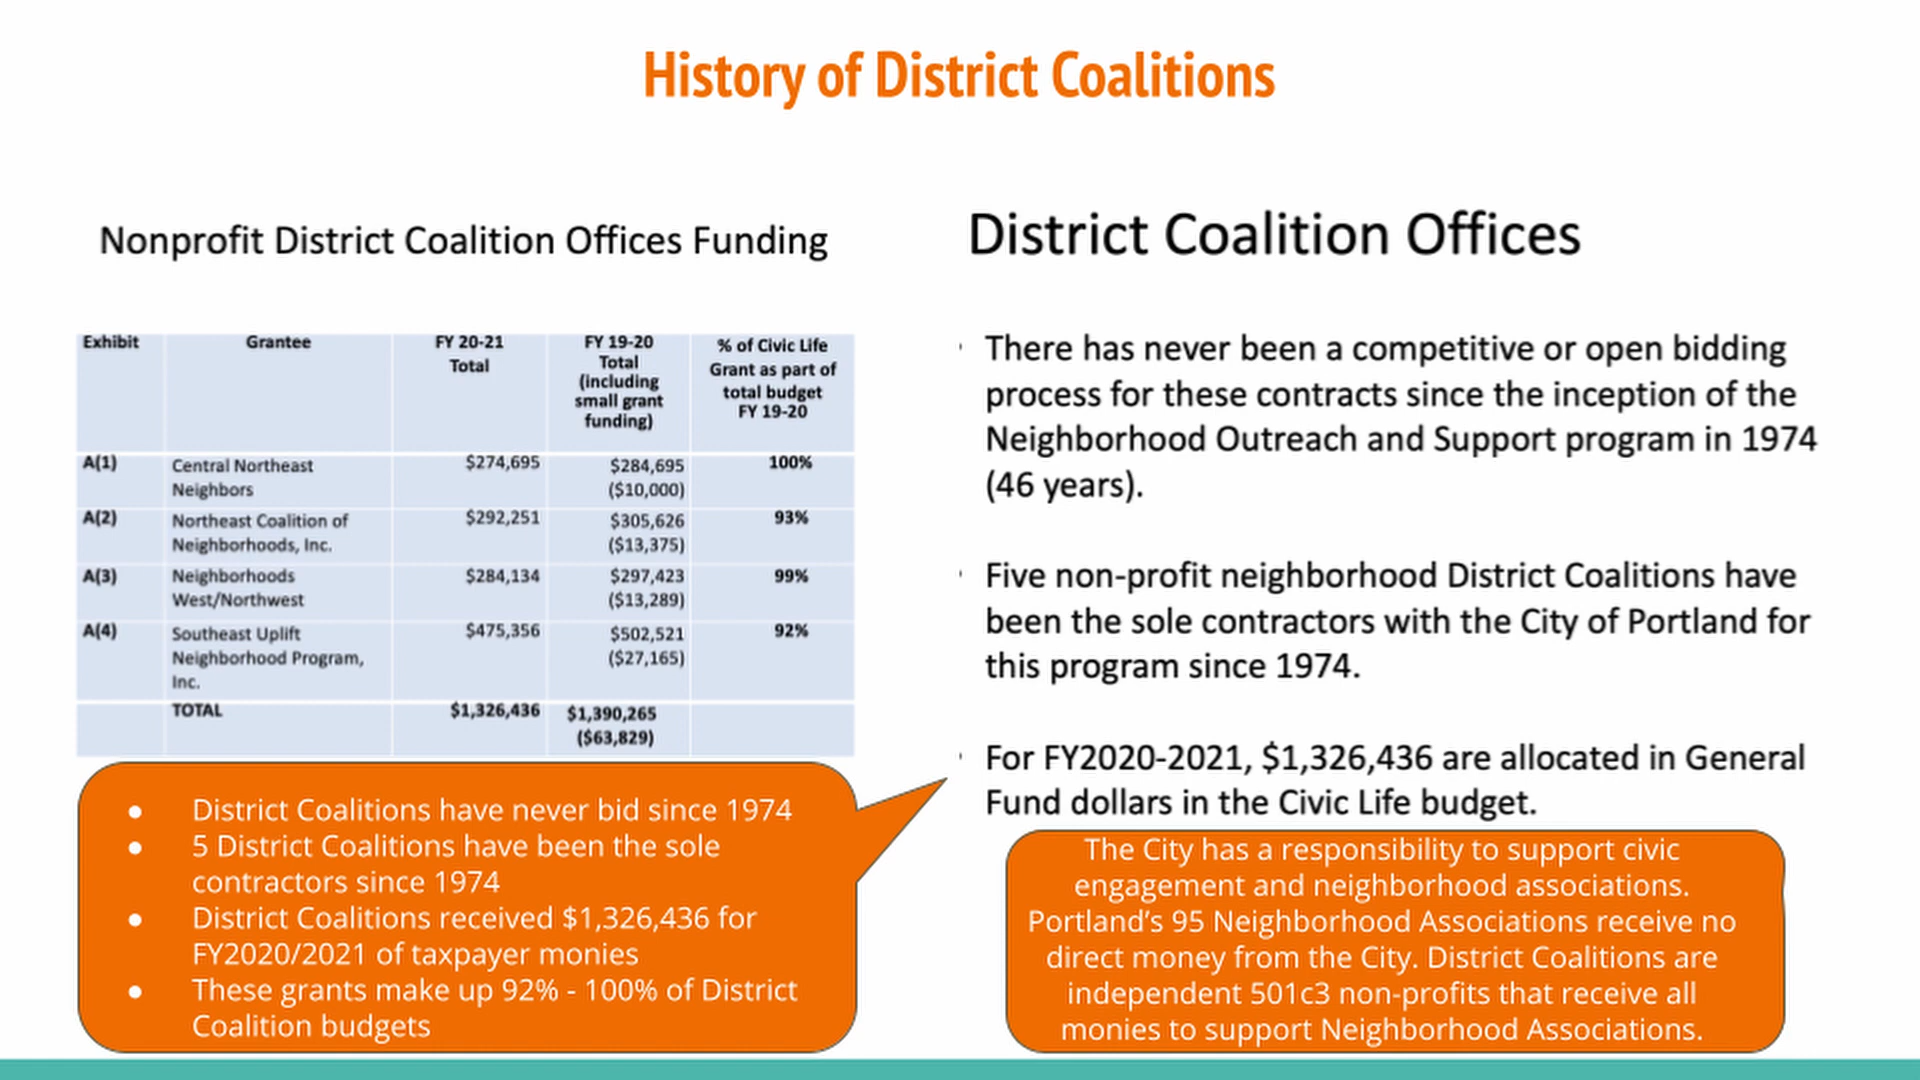 History of District Coalitions
Nonprofit District Coalition Offices Funding
Exhibit Grantee FY 20-21 Total FY 19-20 Total (including small grant funding) % of Civic Life Grant as part of total budget FY 19-20
A(1) Central Northeast Neighbors $274,695 $284,695 ($10,000) 100%
A(2) Northeast Coalition of Neighborhoods, Inc. $292,251 $305,626 ($13,375) 93%
A(3) Neighborhoods West/Northwest $284,134 $297,423 ($13,289) 99%
A(4) Southeast Uplift Neighborhood Program, Inc. $475,356 $502,521 ($27,165) 92%
TOTAL $1,326,436 $1,390,265 ($63,829)
● District Coalitions have never bid since 1974
● 5 District Coalitions have been the sole
contractors since 1974
● District Coalitions received $1,326,436 for
FY2020/2021 of taxpayer monies
● These grants make up 92% - 100% of District
Coalition budgets
District Coalition Offices
There has never been a competitive or open bidding
process for these contracts since the inception of the
Neighborhood Outreach and Support program in 1974
(46 years).
Five non-profit neighborhood District Coalitions have
been the sole contractors with the City of Portland for
this program since 1974.
For FY2020-2021, $1,326,436 are allocated in General
Fund dollars in the Civic Life budget.
The City has a responsibility to support civic
engagement and neighborhood associations.
Portland's 95 Neighborhood Associations receive no
direct money from the City. District Coalitions are
independent 501c3 non-profits that receive all
monies to support Neighborhood Associations.